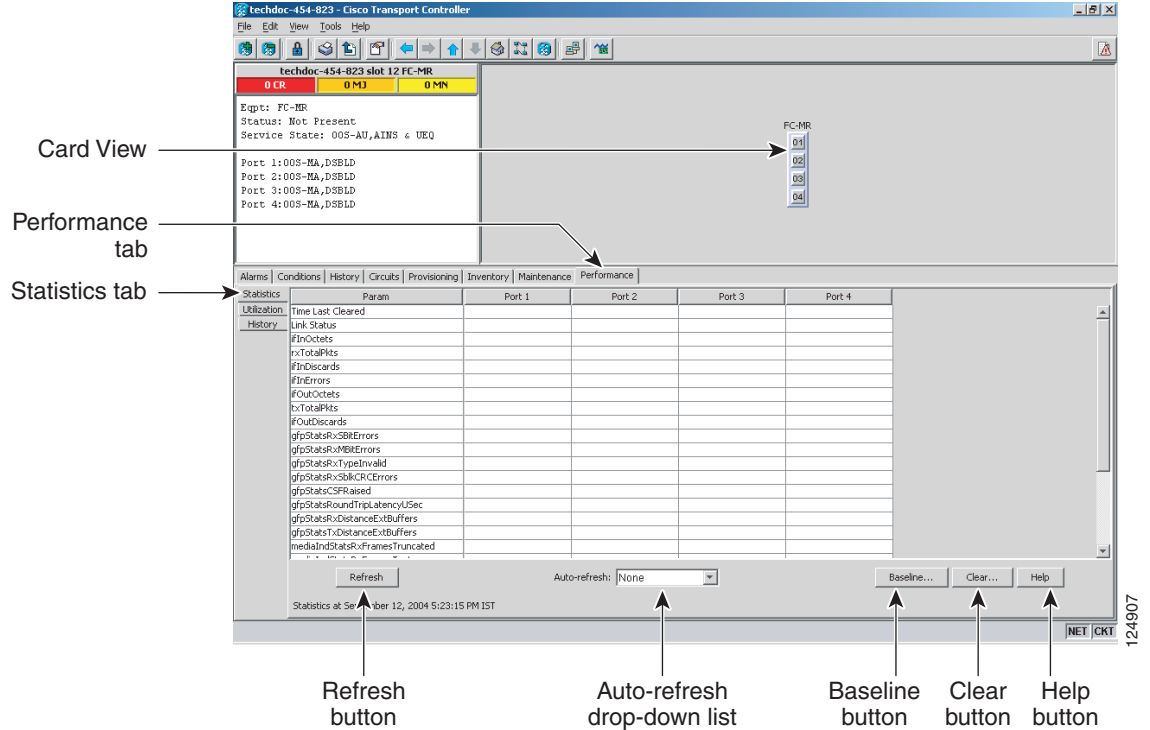 techdoc-454-823 - Cisco Transport Controller
File Edit View Tools Help
techdoc-454-823 slot 12 FC-MR
0 CR 0 MJ 0 MN
Eqpt: FC-MR
Status: Not Present
Service State: OOS-AU,AINS & UEQ
Port 1:OOS-MA,DSBLD
Port 2:OOS-MA,DSBLD
Port 3:OOS-MA,DSBLD
Port 4:OOS-MA,DSBLD
FC-MR
01
02
03
04
Card View
Performance
tab
Statistics tab
Alarms Conditions History Circuits Provisioning Inventory Maintenance Performance
Statistics
Utilization
History
Param Port 1 Port 2 Port 3 Port 4
Time Last Cleared
Link Status
ifInOctets
rxTotalPkts
ifInDiscards
ifInErrors
ifOutOctets
txTotalPkts
ifOutDiscards
gfpStatsRxSBitErrors
gfpStatsRxMBitErrors
gfpStatsRxTypeInvalid
gfpStatsRxSblkCRCErrors
gfpStatsCSFRaised
gfpStatsRoundTripLatencyUSec
gfpStatsRxDistanceExtBuffers
gfpStatsTxDistanceExtBuffers
mediaIndStatsRxFramesTruncated
Refresh Auto-refresh: None Baseline... Clear... Help
Statistics at September 12, 2004 5:23:15 PM IST
NET CKT
124907
Refresh
button
Auto-refresh
drop-down list
Baseline
button
Clear
button
Help
button